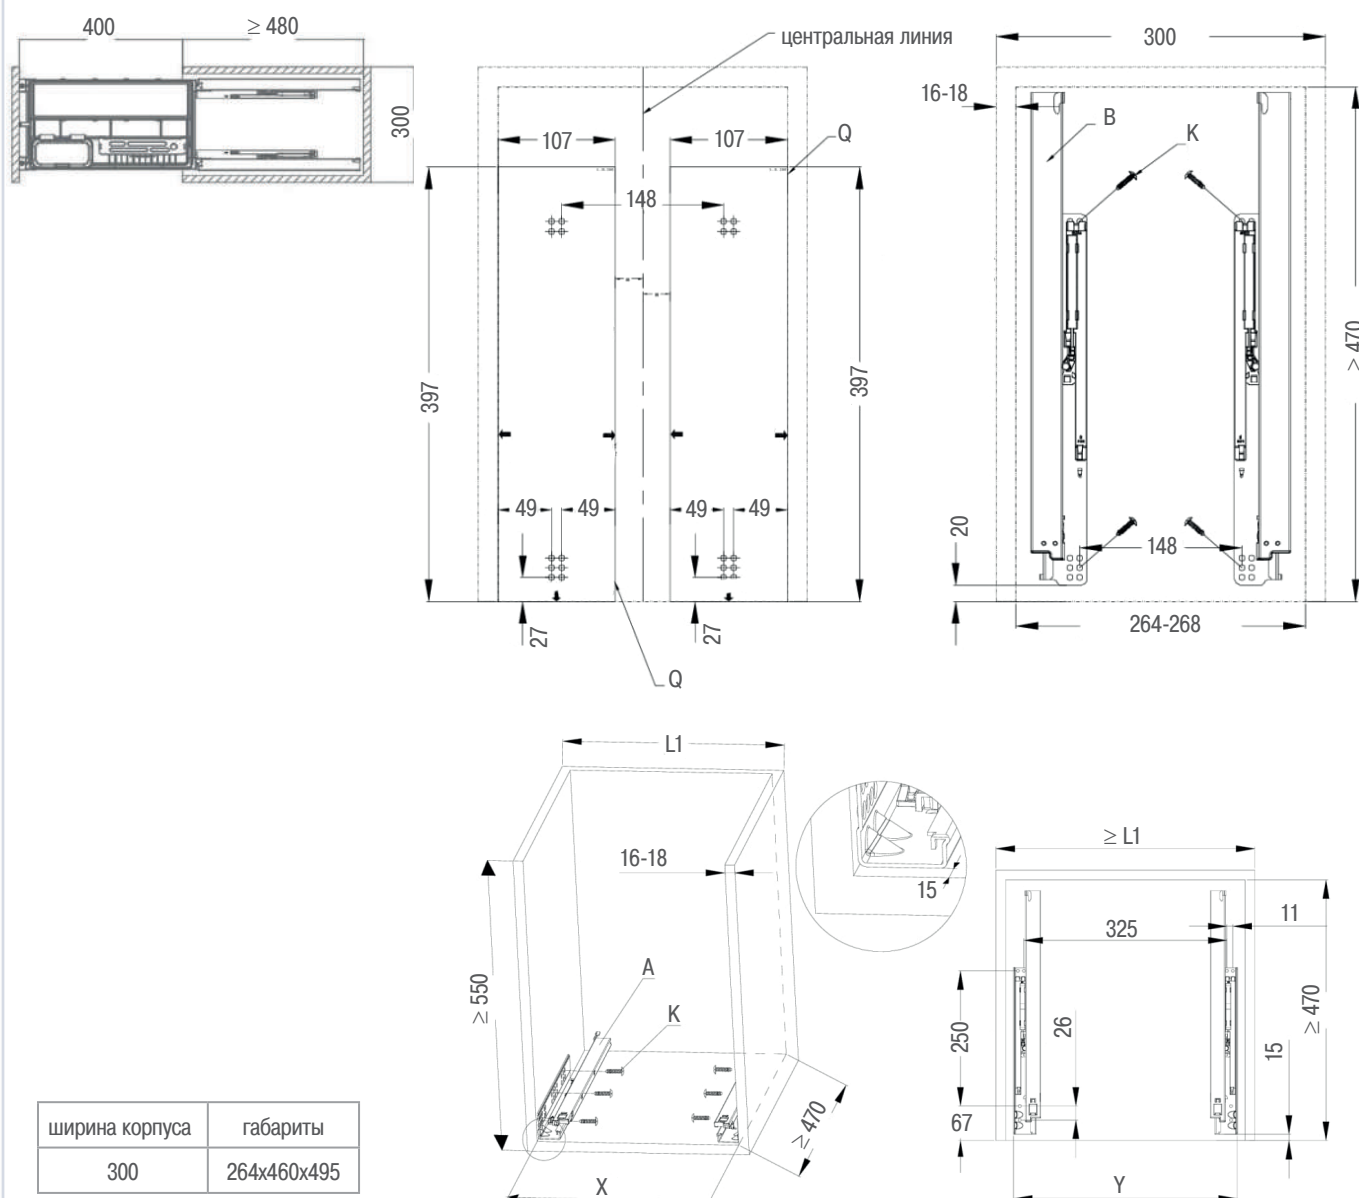 400
≥ 480
300
центральная линия
107
107
Q
148
397
397
49
49
49
49
27
27
Q
300
16-18
B
K
≥ 470
20
148
264-268
L1
16-18
15
≥ 550
A
K
≥ 470
X
≥ L1
11
325
250
26
≥ 470
15
67
Y
ширина корпуса
габариты
300
264x460x495